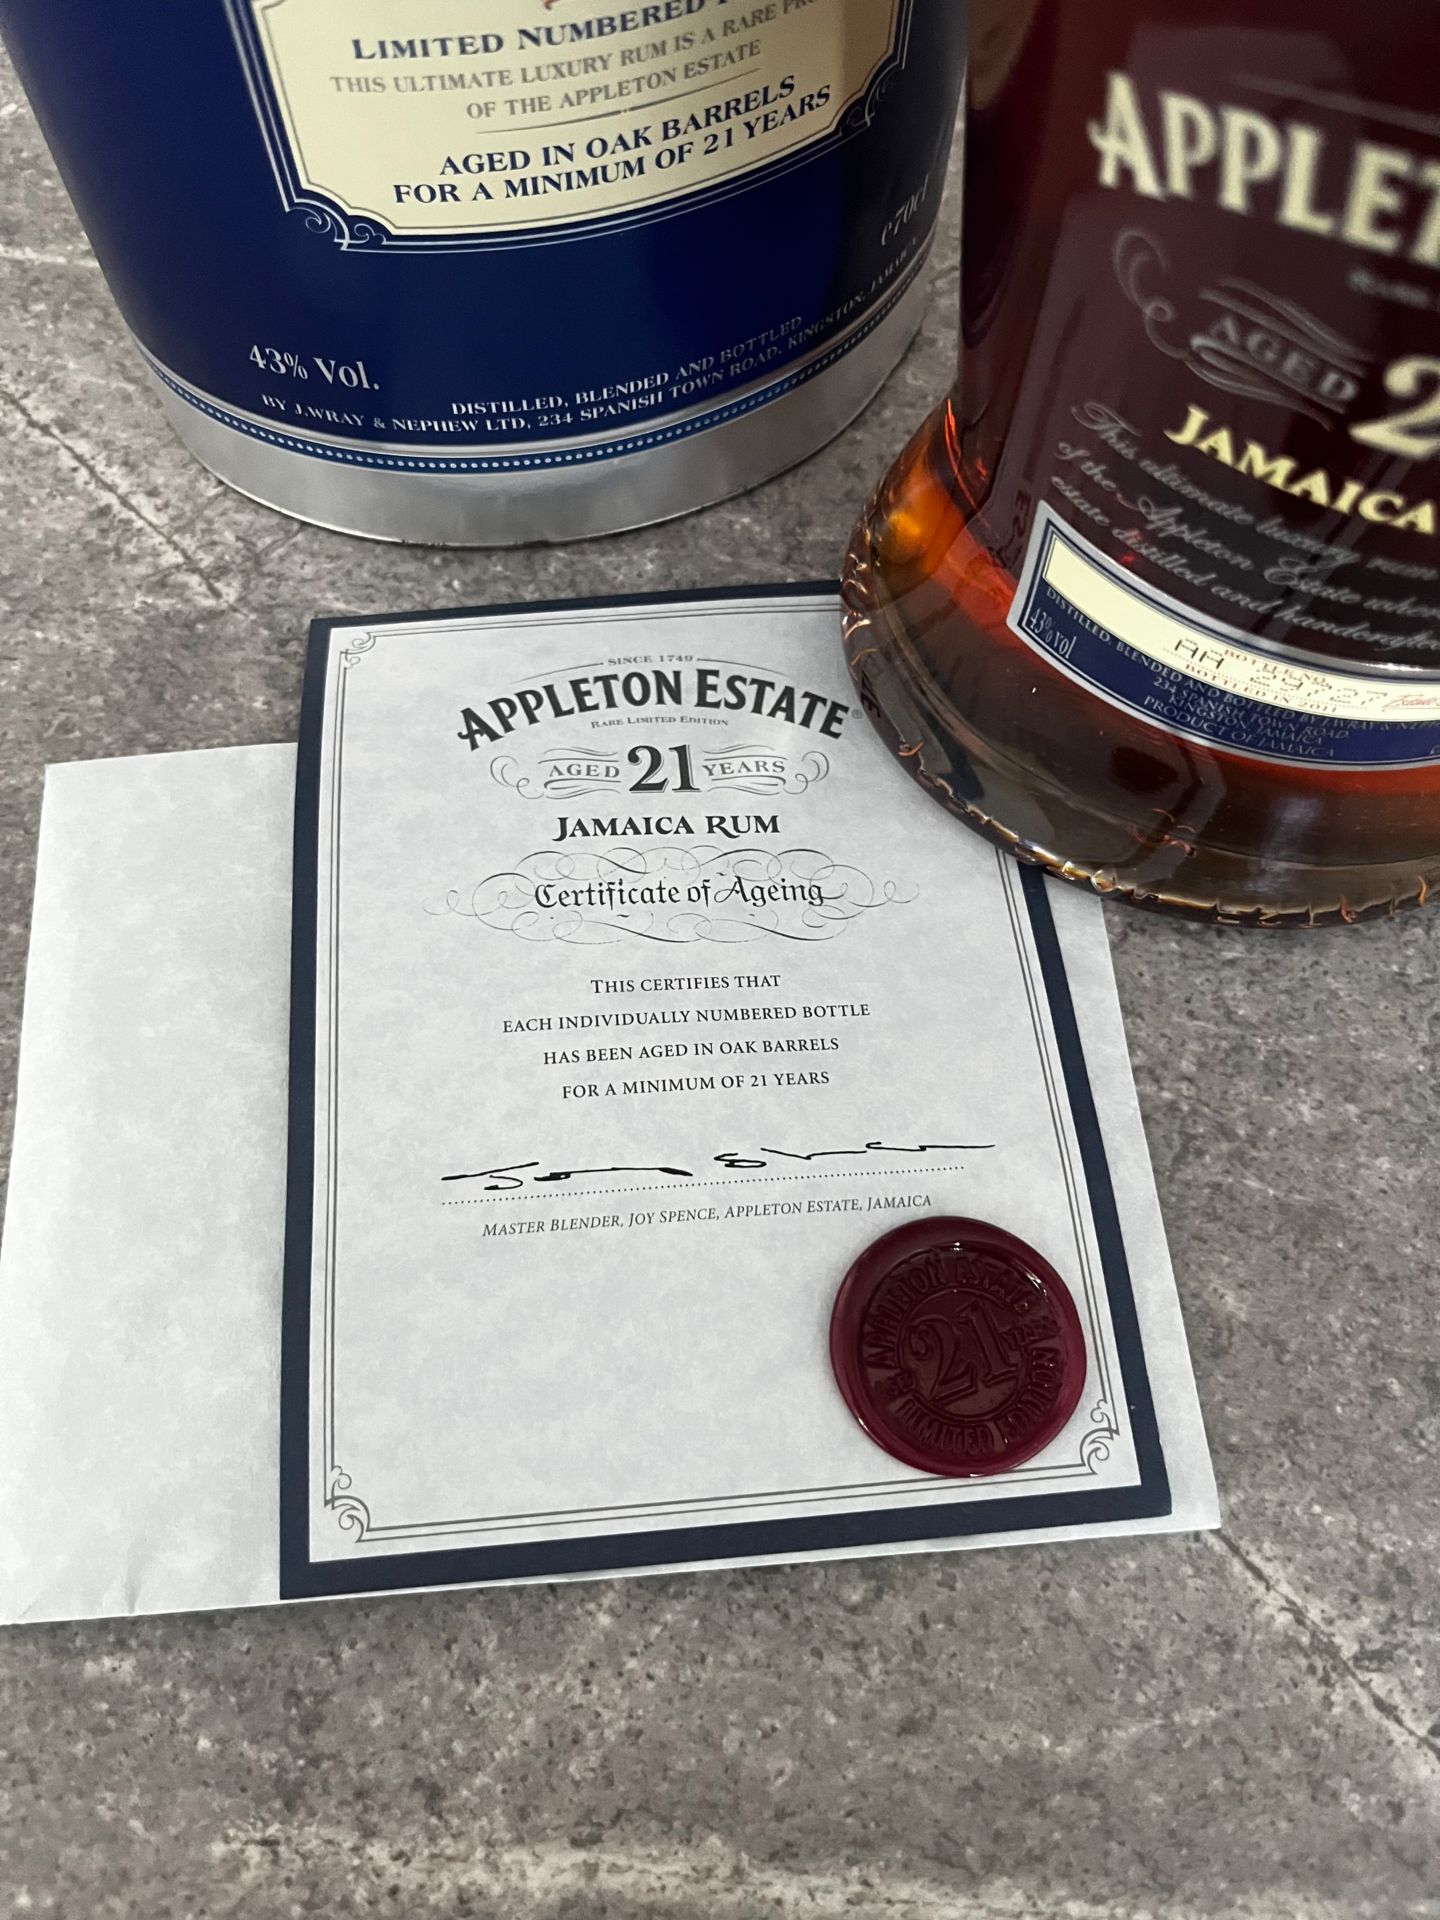 LIMITED NUMBERED
THIS ULTIMATE LUXURY RUM IS A RARE
OF THE APPLETON ESTATE
AGED IN OAK BARRELS
FOR A MINIMUM OF 21 YEARS
e70cl
43% Vol.
DISTILLED, BLENDED AND BOTTLED
BY J.WRAY & NEPHEW LTD, 234 SPANISH TOWN ROAD, KINGSTON, JAMAICA
AGED 2
JAMAICA
This ultimate luxury
of the Appleton Estate where
estate distilled and handcrafted
43% vol
BOTTLE NO.
AH
BOTTLED IN 2011
DISTILLED, BLENDED AND BOTTLED BY J.WRAY &
234 SPANISH TOWN ROAD,
KINGSTON, JAMAICA
PRODUCT OF JAMAICA
SINCE 1749
APPLETON ESTATE®
RARE LIMITED EDITION
AGED 21 YEARS
JAMAICA RUM
Certificate of Ageing
THIS CERTIFIES THAT
EACH INDIVIDUALLY NUMBERED BOTTLE
HAS BEEN AGED IN OAK BARRELS
FOR A MINIMUM OF 21 YEARS
MASTER BLENDER, JOY SPENCE, APPLETON ESTATE, JAMAICA
APPLETON ESTATE
21
LIMITED EDITION